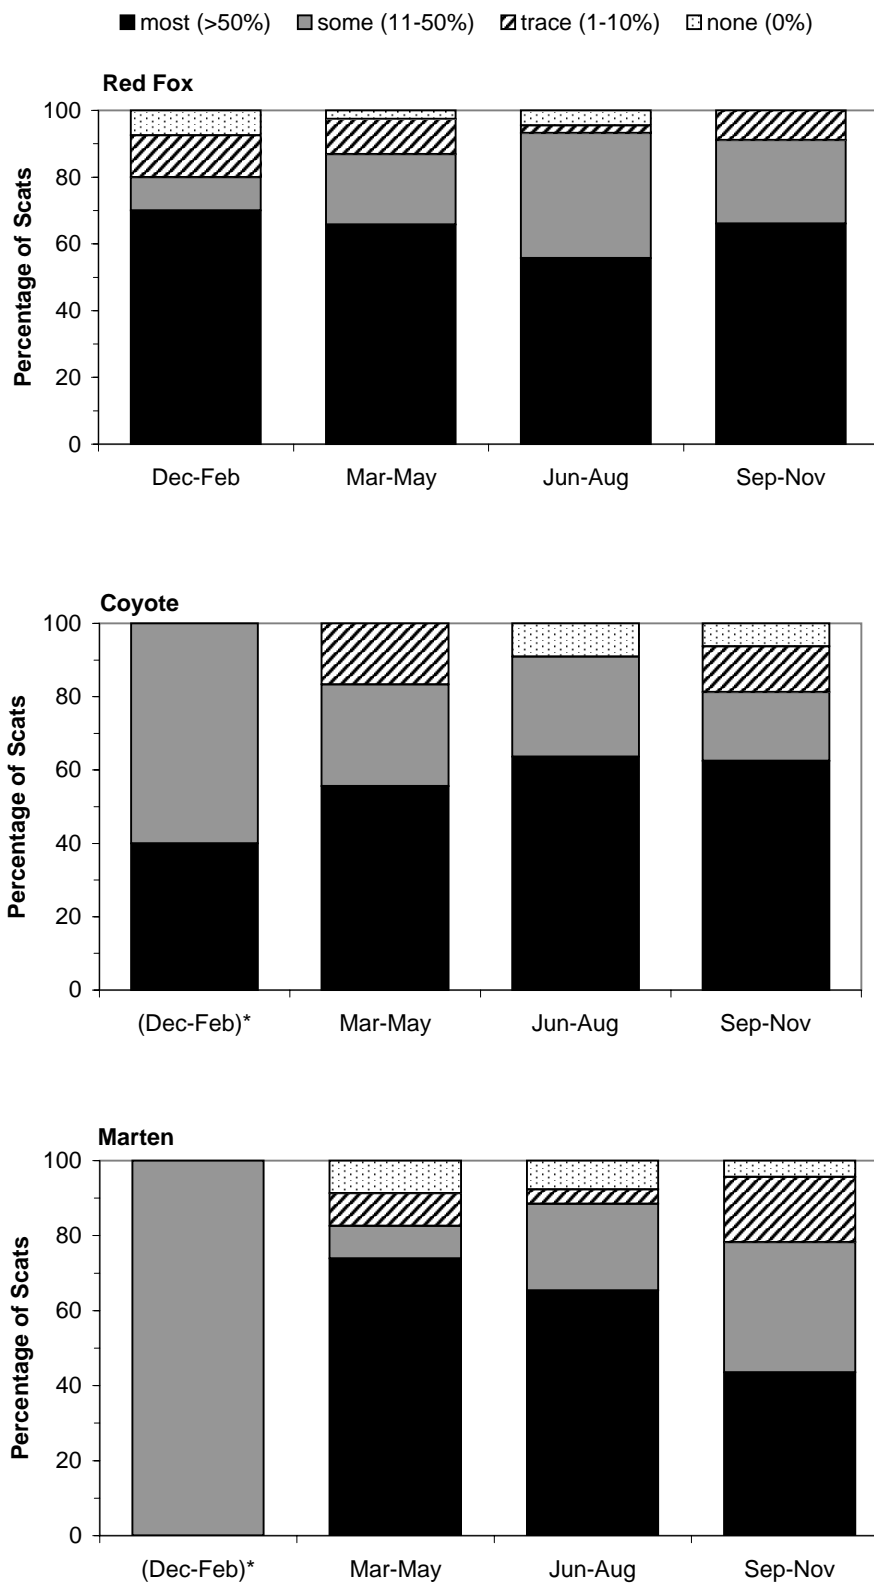 most (>50%) some (11-50%) trace (1-10%) none (0%)
Red Fox
Percentage of Scats
100
80
60
40
20
0
Dec-Feb Mar-May Jun-Aug Sep-Nov
Coyote
Percentage of Scats
100
80
60
40
20
0
(Dec-Feb)* Mar-May Jun-Aug Sep-Nov
Marten
Percentage of Scats
100
80
60
40
20
0
(Dec-Feb)* Mar-May Jun-Aug Sep-Nov